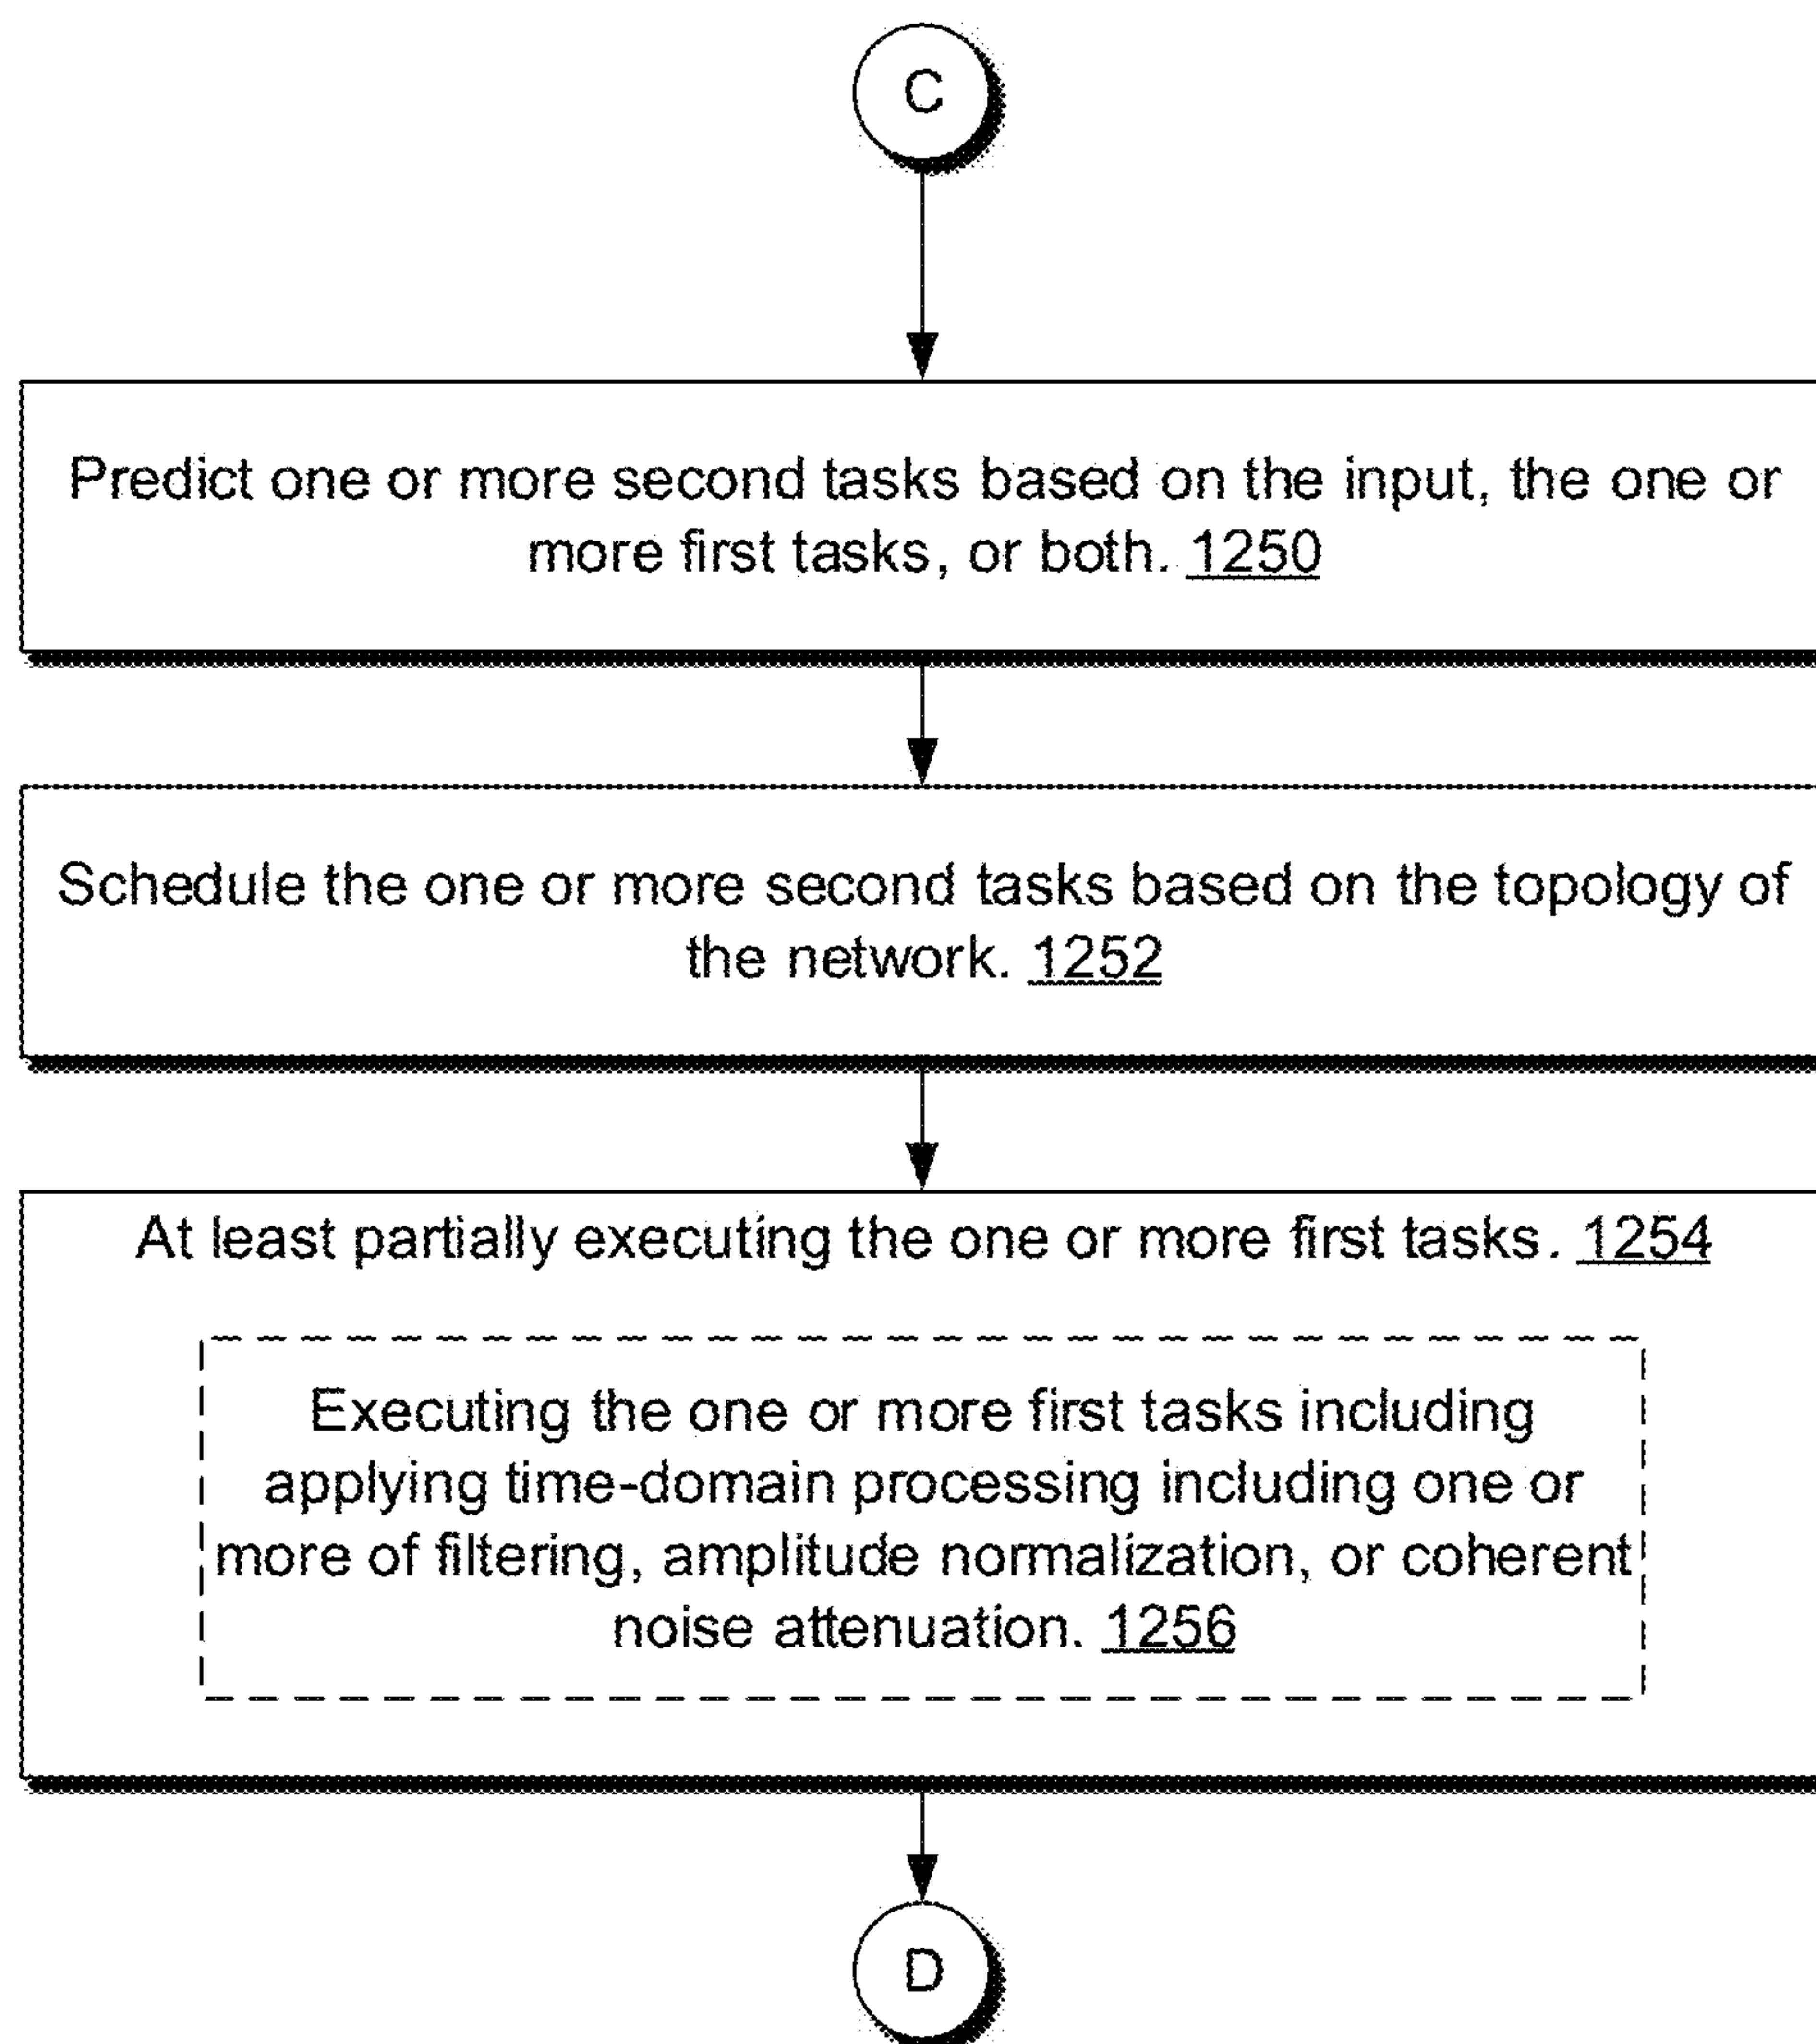 C
Predict one or more second tasks based on the input, the one or
more first tasks, or both. 1250
Schedule the one or more second tasks based on the topology of
the network. 1252
At least partially executing the one or more first tasks. 1254
Executing the one or more first tasks including
applying time-domain processing including one or
more of filtering, amplitude normalization, or coherent
noise attenuation. 1256
D